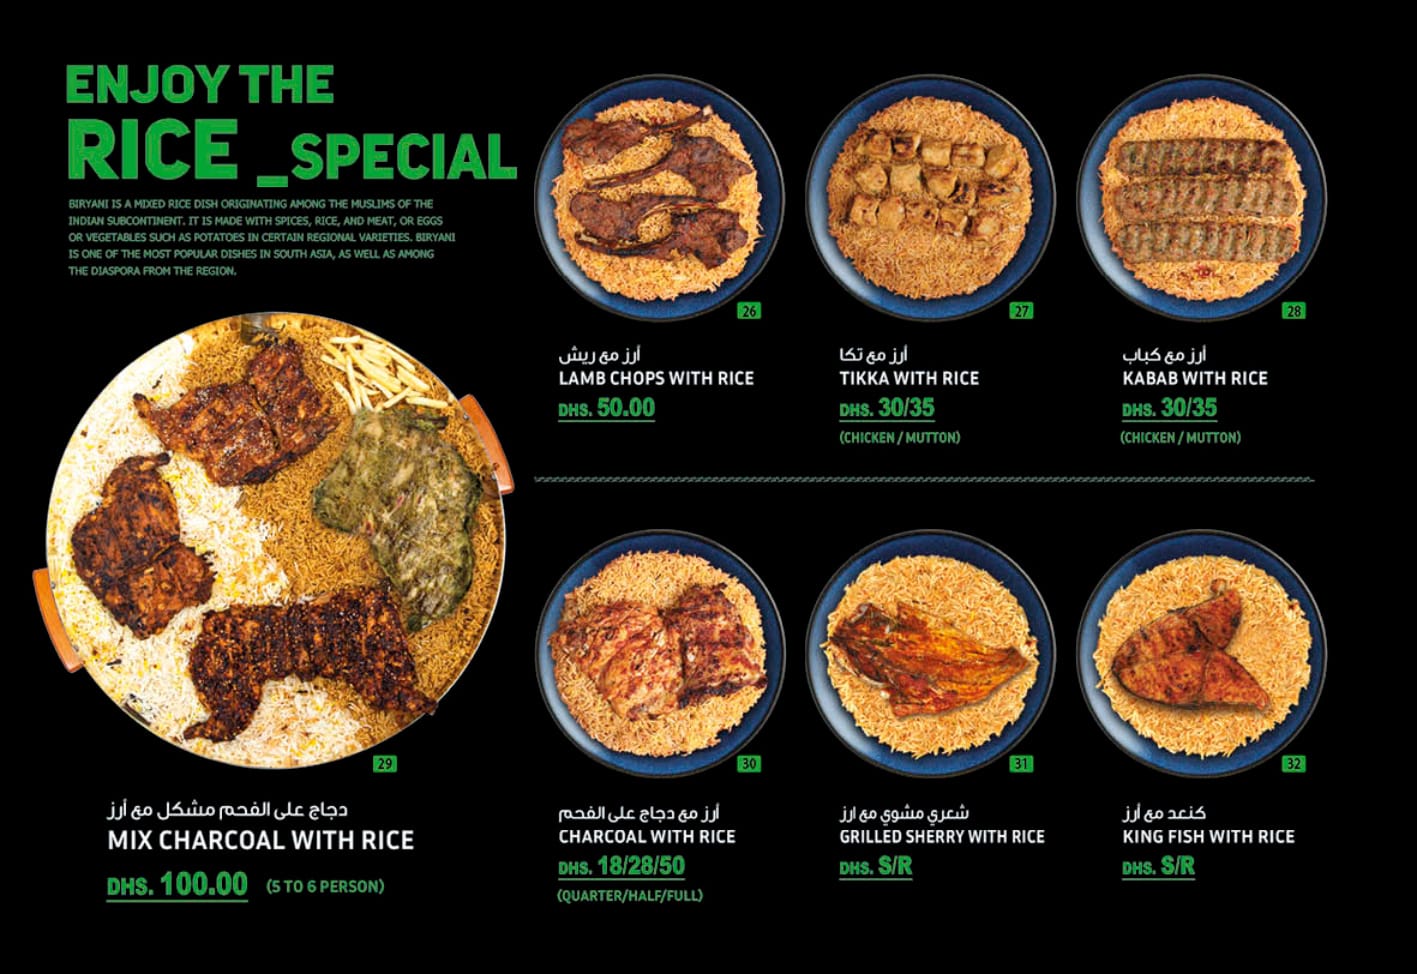 ENJOY THE
RICE _SPECIAL
BIRYANI IS A MIXED RICE DISH ORIGINATING AMONG THE MUSLIMS OF THE
INDIAN SUBCONTINENT. IT IS MADE WITH SPICES, RICE, AND MEAT, OR EGGS
OR VEGETABLES SUCH AS POTATOES IN CERTAIN REGIONAL VARIETIES. BIRYANI
IS ONE OF THE MOST POPULAR DISHES IN SOUTH ASIA, AS WELL AS AMONG
THE DIASPORA FROM THE REGION.
26
أرز مع ريش
LAMB CHOPS WITH RICE
DHS. 50.00
27
أرز مع تكا
TIKKA WITH RICE
DHS. 30/35
(CHICKEN / MUTTON)
28
أرز مع كباب
KABAB WITH RICE
DHS. 30/35
(CHICKEN / MUTTON)
29
دجاج على الفحم مشكل مع أرز
MIX CHARCOAL WITH RICE
DHS. 100.00 (5 TO 6 PERSON)
30
أرز مع دجاج على الفحم
CHARCOAL WITH RICE
DHS. 18/28/50
(QUARTER/HALF/FULL)
31
شعري مشوي مع ارز
GRILLED SHERRY WITH RICE
DHS. S/R
32
كنعد مع أرز
KING FISH WITH RICE
DHS. S/R